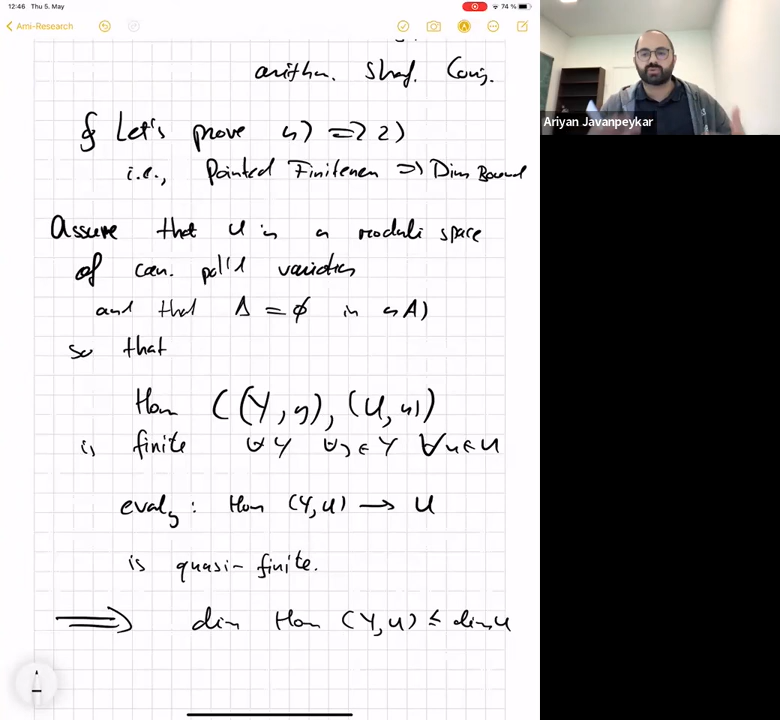 12:46 Thu 5. May
74 %
Ami-Research
Ariyan Javanpeykar
arithm. Shaf. Conj.
§ Let's prove 4) => 2)
i.e., Pointed Finiteness => Dim Bound
Assume that U is a moduli space
of can. pol'd varieties
and that Δ = ∅ in 4A)
so that
Hom ((Y,y),(U,u))
is finite ∀Y ∀y∈Y ∀u∈U
eval_y : Hom (Y,U) → U
is quasi-finite.
⟹ dim Hom (Y,U) ≤ dim U